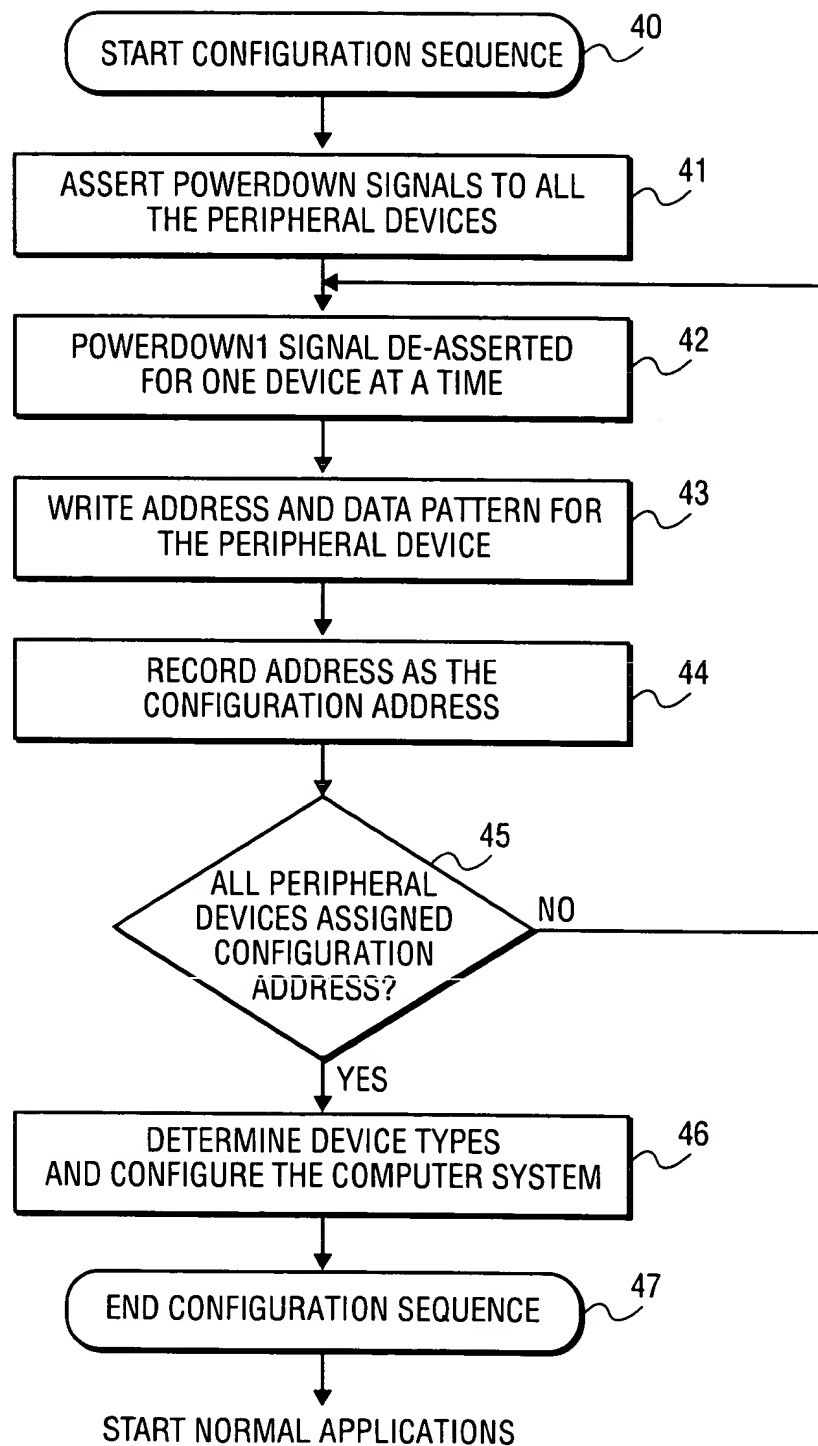 START CONFIGURATION SEQUENCE
40
ASSERT POWERDOWN SIGNALS TO ALL
THE PERIPHERAL DEVICES
41
POWERDOWN1 SIGNAL DE-ASSERTED
FOR ONE DEVICE AT A TIME
42
WRITE ADDRESS AND DATA PATTERN FOR
THE PERIPHERAL DEVICE
43
RECORD ADDRESS AS THE
CONFIGURATION ADDRESS
44
45
ALL PERIPHERAL
DEVICES ASSIGNED
CONFIGURATION
ADDRESS?
NO
YES
DETERMINE DEVICE TYPES
AND CONFIGURE THE COMPUTER SYSTEM
46
END CONFIGURATION SEQUENCE
47
START NORMAL APPLICATIONS